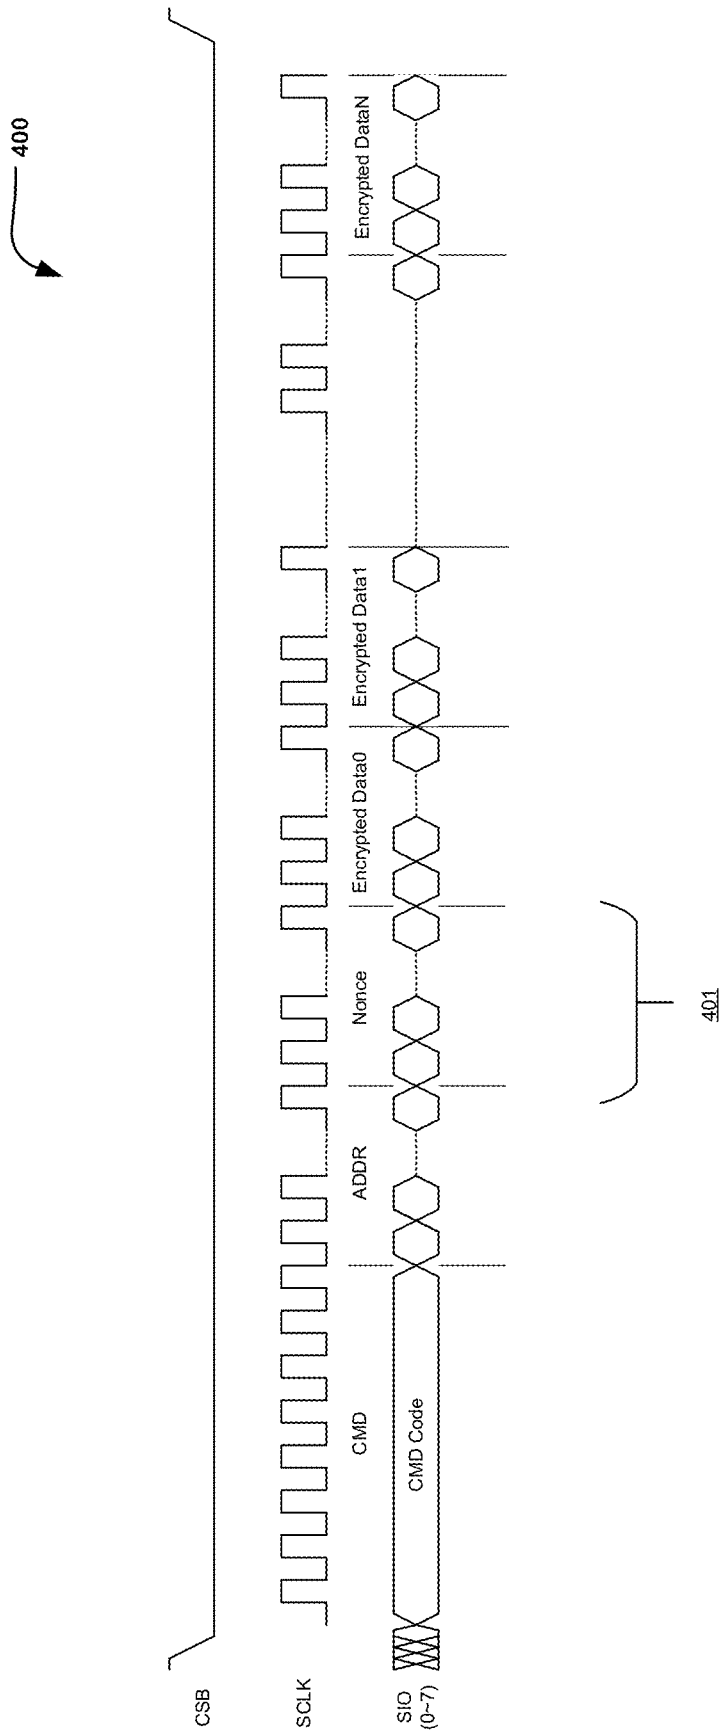 400
CSB
SCLK
CMD
ADDR
Nonce
Encrypted Data0
Encrypted Data1
Encrypted DataN
SIO
(0~7)
CMD Code
401